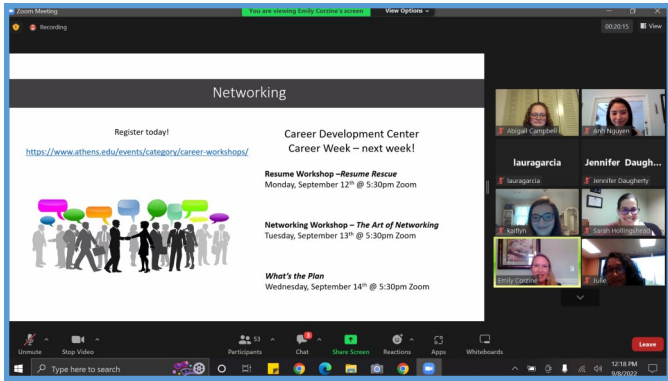 Zoom Meeting
You are viewing Emily Corzine's screen
View Options
Recording
00:20:15
View
Networking
Register today!
https://www.athens.edu/events/category/career-workshops/
Career Development Center
Career Week – next week!
Resume Workshop –Resume Rescue
Monday, September 12th @ 5:30pm Zoom
Networking Workshop – The Art of Networking
Tuesday, September 13th @ 5:30pm Zoom
What's the Plan
Wednesday, September 14th @ 5:30pm Zoom
Abigail Campbell
Ann Nguyen
lauragarcia
lauragarcia
Jennifer Daugh...
Jennifer Daugherty
kaitlyn
Sarah Hollingshead
Emily Corzine
Julie
Unmute
Stop Video
53
Participants
3
Chat
Share Screen
Reactions
Apps
Whiteboards
Leave
Type here to search
12:18 PM
9/8/2022